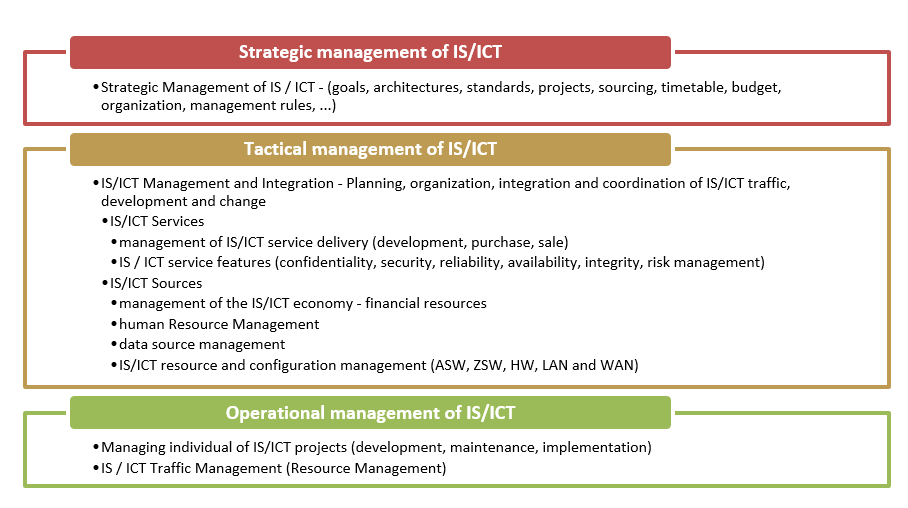 Strategic management of IS/ICT
•Strategic Management of IS / ICT - (goals, architectures, standards, projects, sourcing, timetable, budget,
organization, management rules, ...)
Tactical management of IS/ICT
•IS/ICT Management and Integration - Planning, organization, integration and coordination of IS/ICT traffic,
development and change
•IS/ICT Services
•management of IS/ICT service delivery (development, purchase, sale)
•IS / ICT service features (confidentiality, security, reliability, availability, integrity, risk management)
•IS/ICT Sources
•management of the IS/ICT economy - financial resources
•human Resource Management
•data source management
•IS/ICT resource and configuration management (ASW, ZSW, HW, LAN and WAN)
Operational management of IS/ICT
•Managing individual of IS/ICT projects (development, maintenance, implementation)
•IS / ICT Traffic Management (Resource Management)